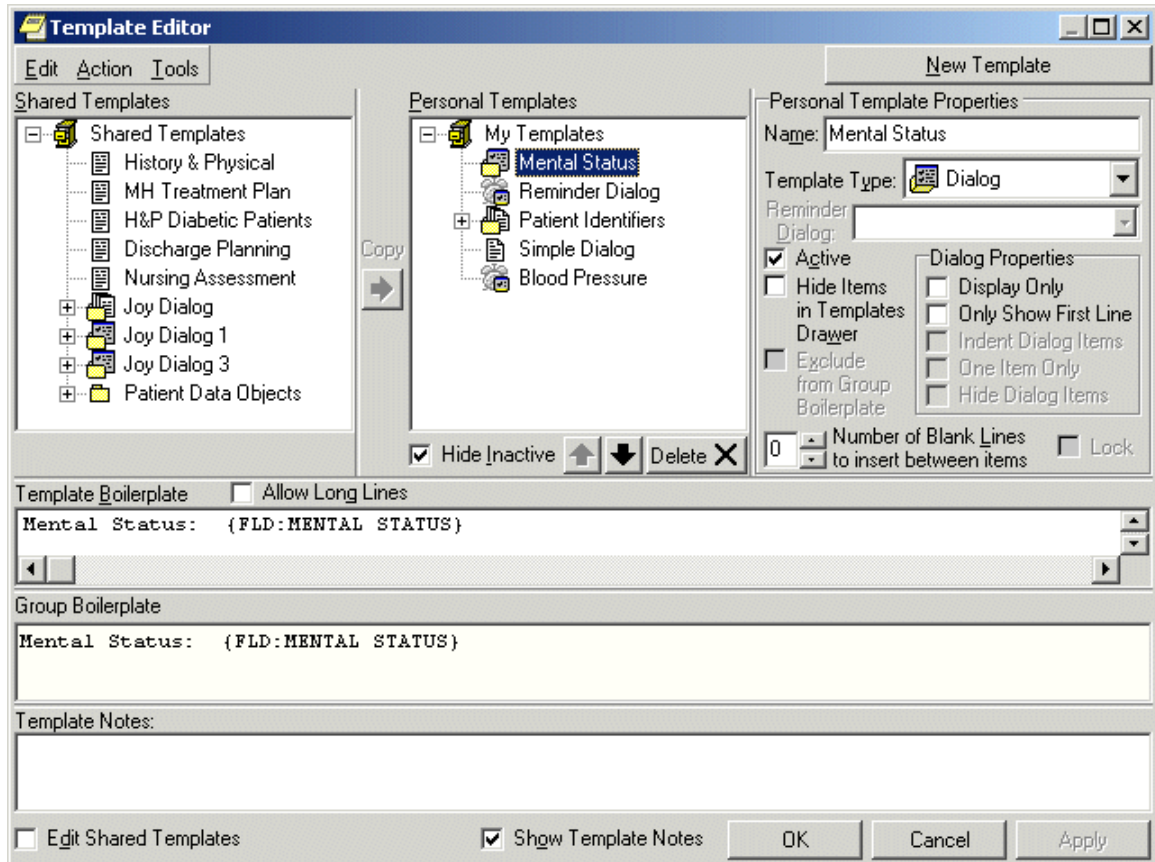 Template Editor
Edit Action Tools
New Template
Shared Templates
Shared Templates
History & Physical
MH Treatment Plan
H&P Diabetic Patients
Discharge Planning
Nursing Assessment
Joy Dialog
Joy Dialog 1
Joy Dialog 3
Patient Data Objects
Copy
Personal Templates
My Templates
Mental Status
Reminder Dialog
Patient Identifiers
Simple Dialog
Blood Pressure
Hide Inactive
Delete
Personal Template Properties
Name: Mental Status
Template Type: Dialog
Reminder
Dialog:
Active
Hide Items
in Templates
Drawer
Exclude
from Group
Boilerplate
Dialog Properties
Display Only
Only Show First Line
Indent Dialog Items
One Item Only
Hide Dialog Items
0 Number of Blank Lines
to insert between items
Lock
Template Boilerplate Allow Long Lines
Mental Status: {FLD:MENTAL STATUS}
Group Boilerplate
Mental Status: {FLD:MENTAL STATUS}
Template Notes:
Edit Shared Templates Show Template Notes OK Cancel Apply